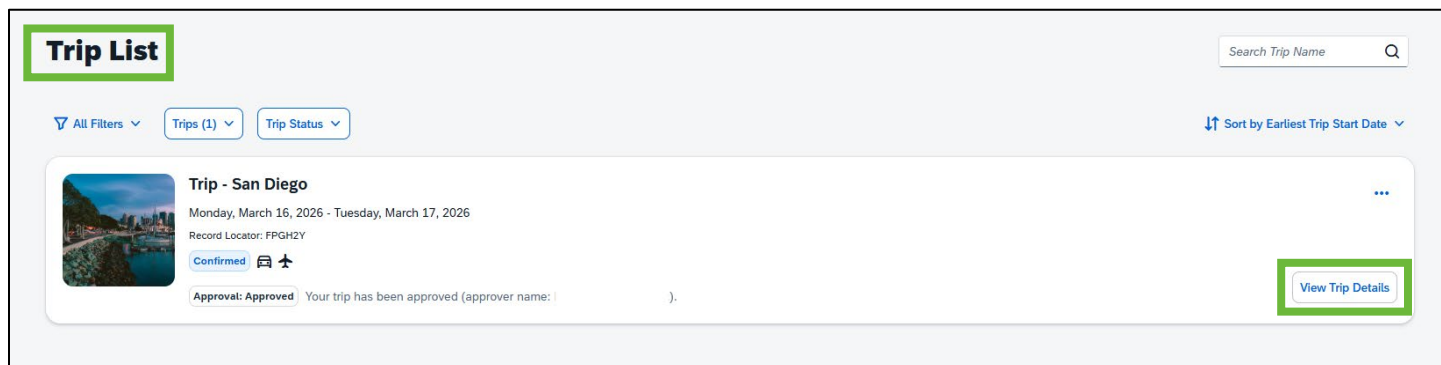 Trip List
Search Trip Name
All Filters
Trips (1)
Trip Status
Sort by Earliest Trip Start Date
Trip - San Diego
Monday, March 16, 2026 - Tuesday, March 17, 2026
Record Locator: FPGH2Y
Confirmed
Approval: Approved Your trip has been approved (approver name: ).
View Trip Details